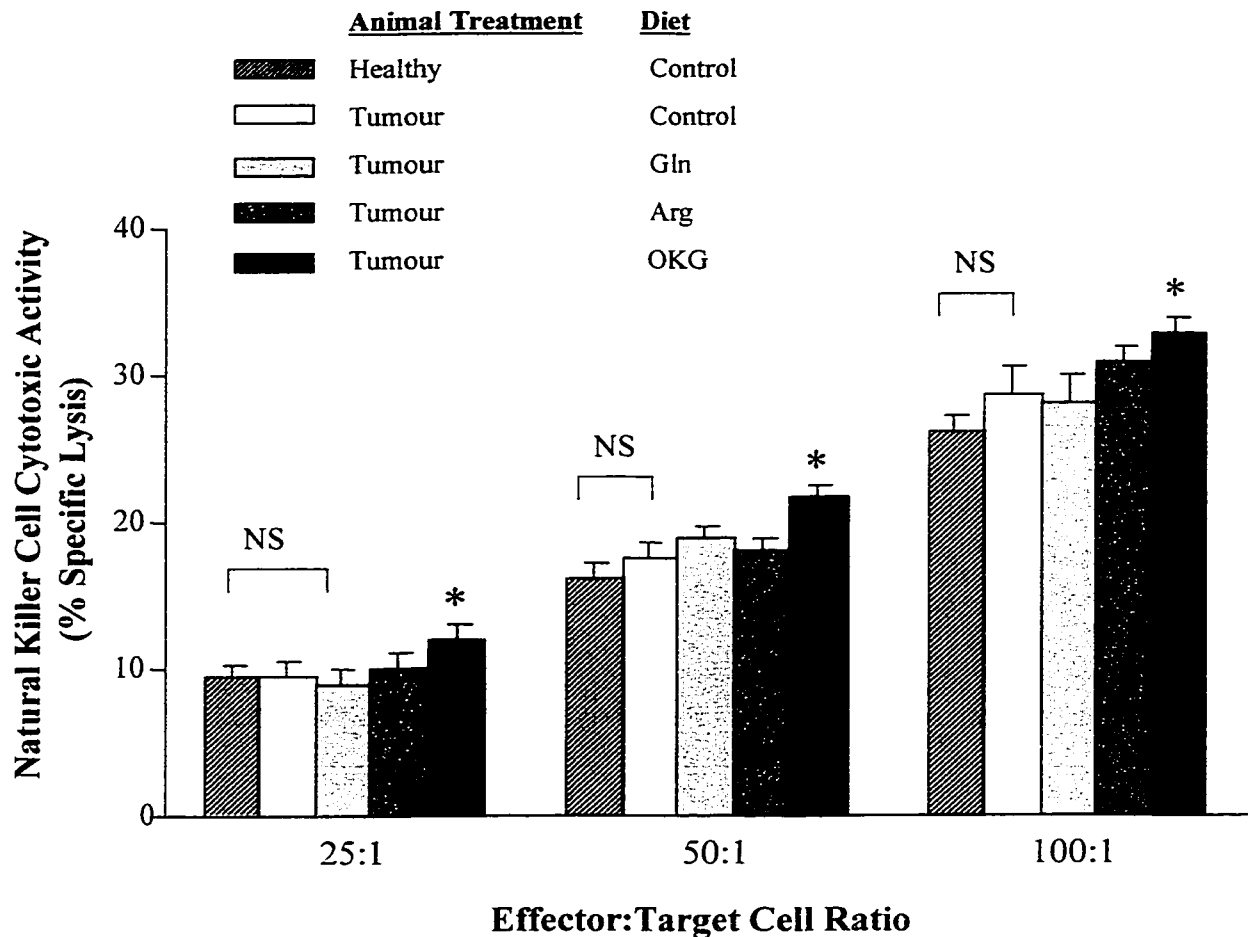 Animal Treatment Diet
Healthy Control
Tumour Control
Tumour Gln
Tumour Arg
Tumour OKG
Natural Killer Cell Cytotoxic Activity
(% Specific Lysis)
40
30
20
10
0
NS
*
NS
*
NS
*
25:1 50:1 100:1
Effector:Target Cell Ratio